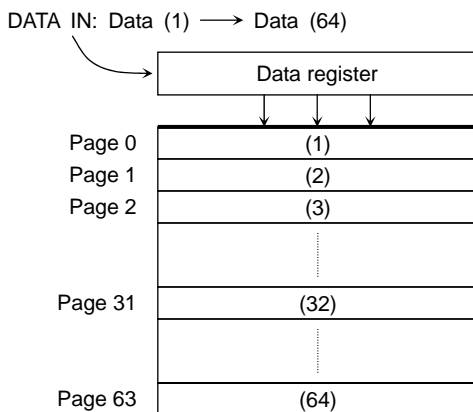 DATA IN: Data (1) → Data (64)
Data register
Page 0 (1)
Page 1 (2)
Page 2 (3)
Page 31 (32)
Page 63 (64)